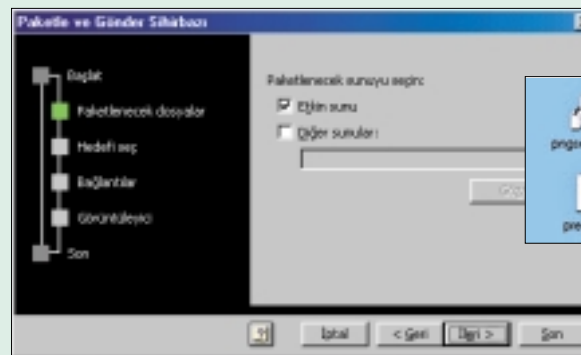 Paketle ve Gönder Sihirbazı
Başlat
Paketlenecek dosyalar
Hedefi seç
Bağlantılar
Görüntüleyici
Son
Paketlenecek sunuyu seçin:
Etkin sunu
Diğer sunuları
İptal
< Geri
İleri >
Son